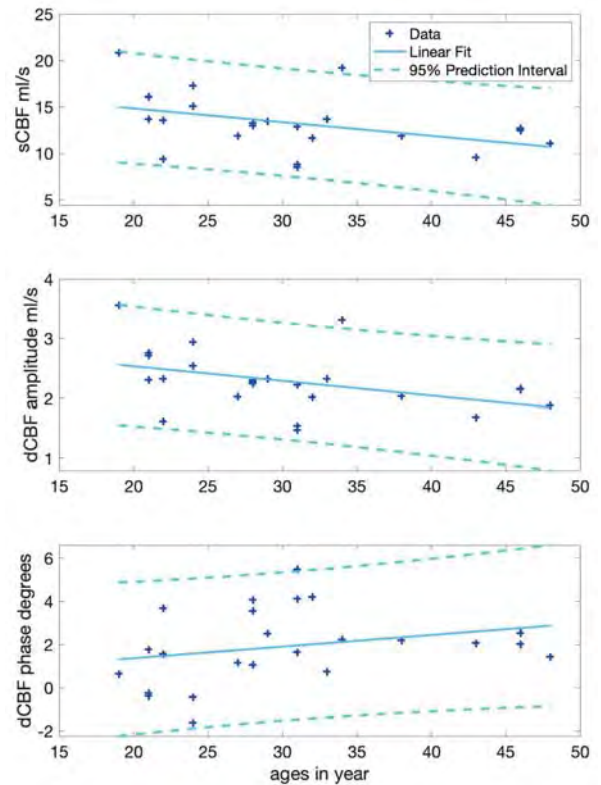 25
20
15
10
5
sCBF ml/s
Data
Linear Fit
95% Prediction Interval
15 20 25 30 35 40 45 50
4
3
2
1
dCBF amplitude ml/s
15 20 25 30 35 40 45 50
6
4
2
0
-2
dCBF phase degrees
15 20 25 30 35 40 45 50
ages in year